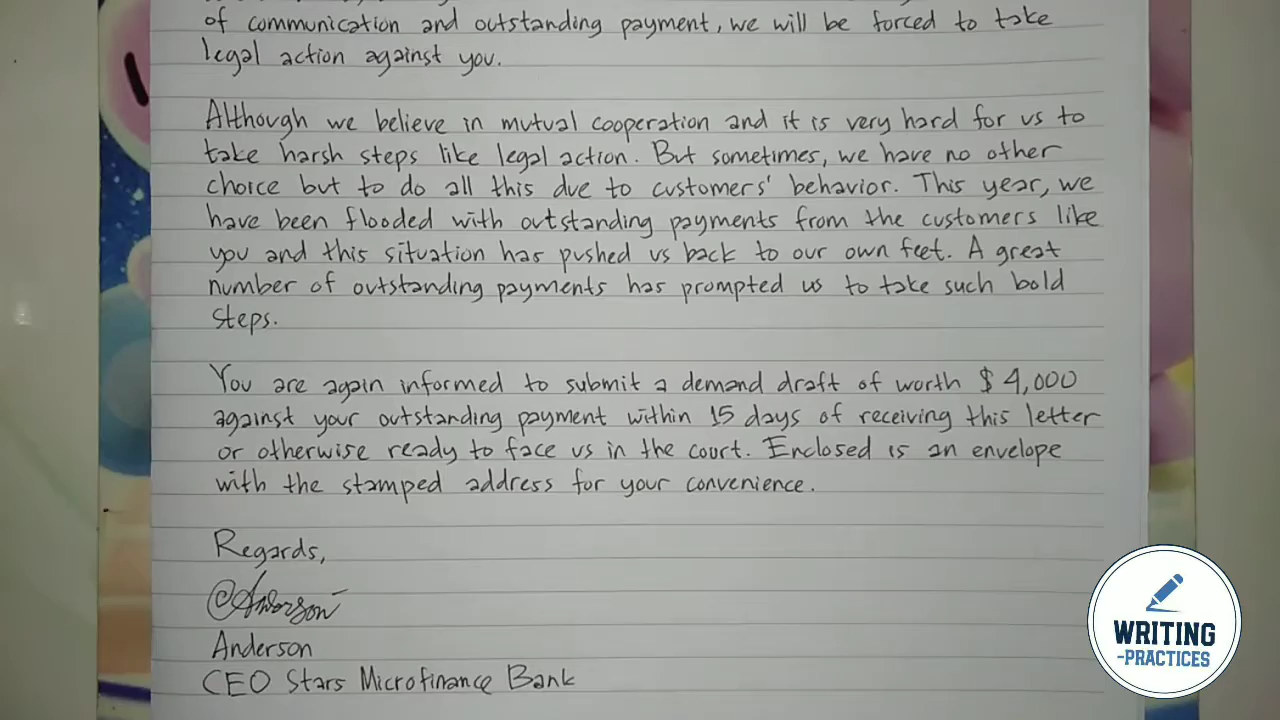 of communication and outstanding payment, we will be forced to take
legal action against you.
Although we believe in mutual cooperation and it is very hard for us to
take harsh steps like legal action. But sometimes, we have no other
choice but to do all this due to customers' behavior. This year, we
have been flooded with outstanding payments from the customers like
you and this situation has pushed us back to our own feet. A great
number of outstanding payments has prompted us to take such bold
steps.
You are again informed to submit a demand draft of worth $4,000
against your outstanding payment within 15 days of receiving this letter
or otherwise ready to face us in the court. Enclosed is an envelope
with the stamped address for your convenience.
Regards,
@Anderson
Anderson
CEO Stars Microfinance Bank
WRITING
-PRACTICES